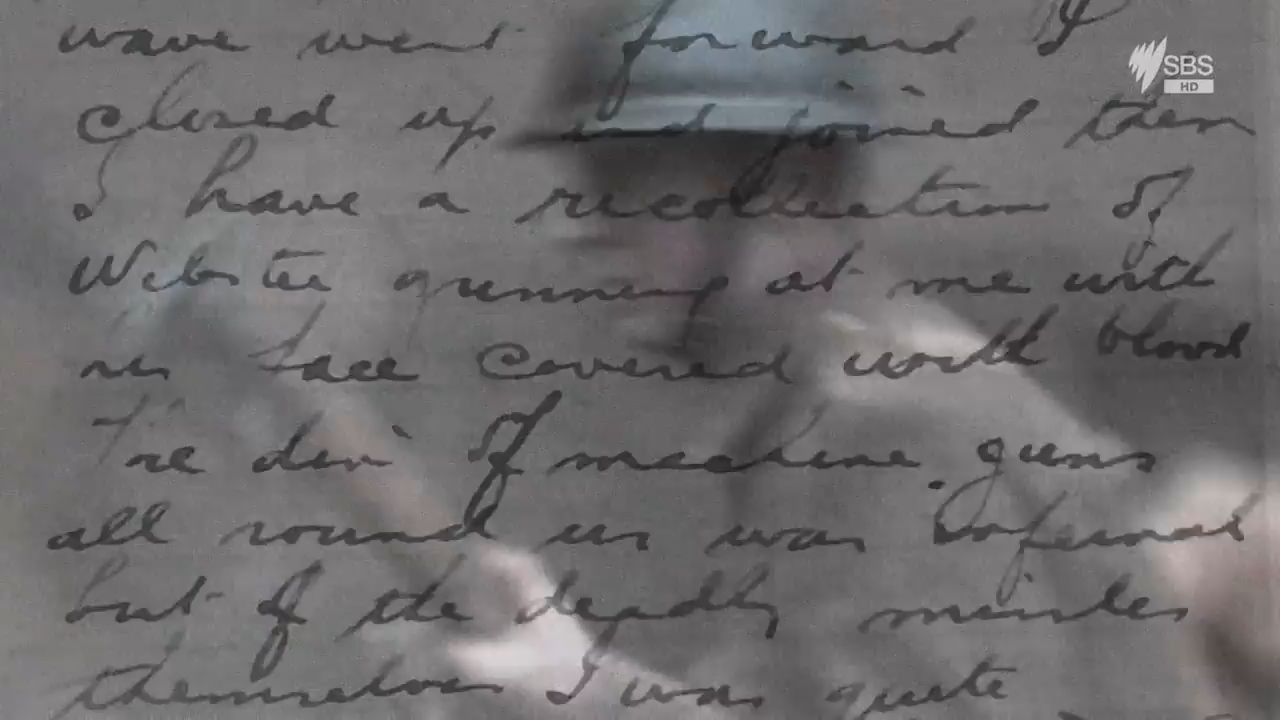 wave went forward I
SBS
HD
closed up and joined them
I have a recollection of
Webster grinning at me with
his face covered with blood
The din of machine guns
all round us was infernal
but of the deadly missiles
themselves I was quite